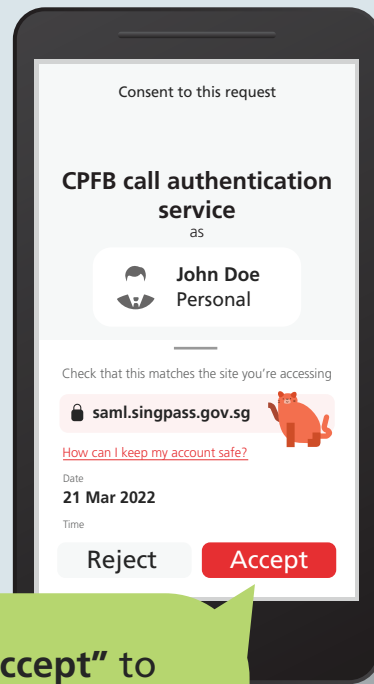 Consent to this request
CPFB call authentication
service
as
John Doe
Personal
Check that this matches the site you're accessing
saml.singpass.gov.sg
How can I keep my account safe?
Date
21 Mar 2022
Time
Reject
Accept
ccept” to